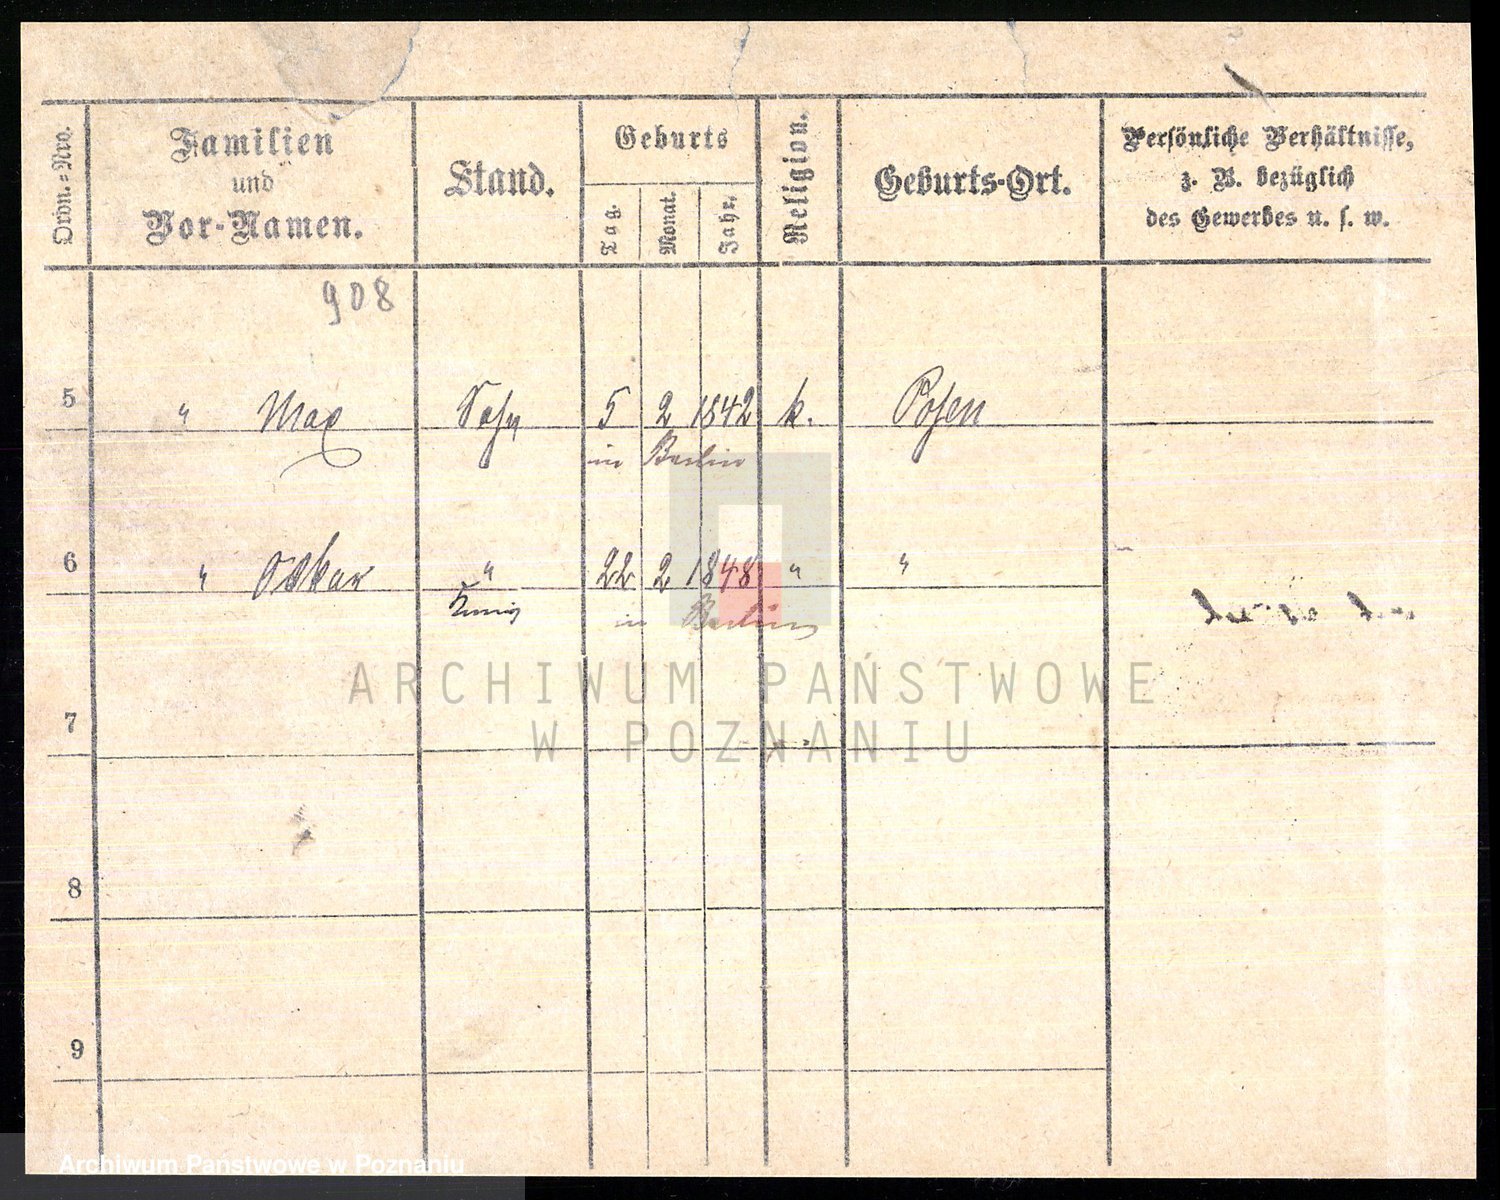 Ordn.=Nro.
Familien
und
Vor-Namen.
Stand.
Geburts
Tag.
Monat.
Jahr.
Religion.
Geburts-Ort.
Persönliche Verhältnisse,
z. B. bezüglich
des Gewerbes u. s. w.
908
5 " Max Sohn 5 2 1842 k. Posen
in Berlin
6 " Oskar " 22 2 1848 " "
in Berlin
7
8
9
ARCHIWUM PAŃSTWOWE
W POZNANIU
Archiwum Państwowe w Poznaniu